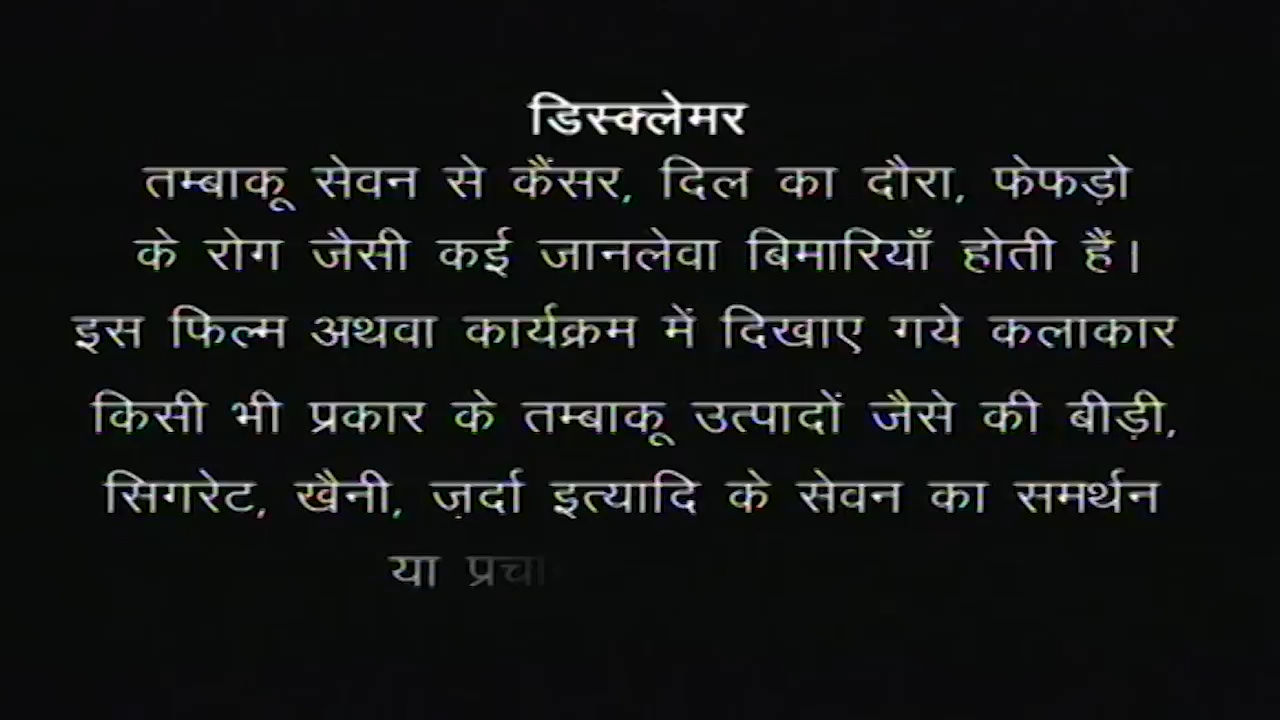 डिस्क्लेमर
तम्बाकू सेवन से कैंसर, दिल का दौरा, फेफड़ो
के रोग जैसी कई जानलेवा बिमारियाँ होती हैं।
इस फिल्म अथवा कार्यक्रम में दिखाए गये कलाकार
किसी भी प्रकार के तम्बाकू उत्पादों जैसे की बीड़ी,
सिगरेट, खैनी, ज़र्दा इत्यादि के सेवन का समर्थन
या